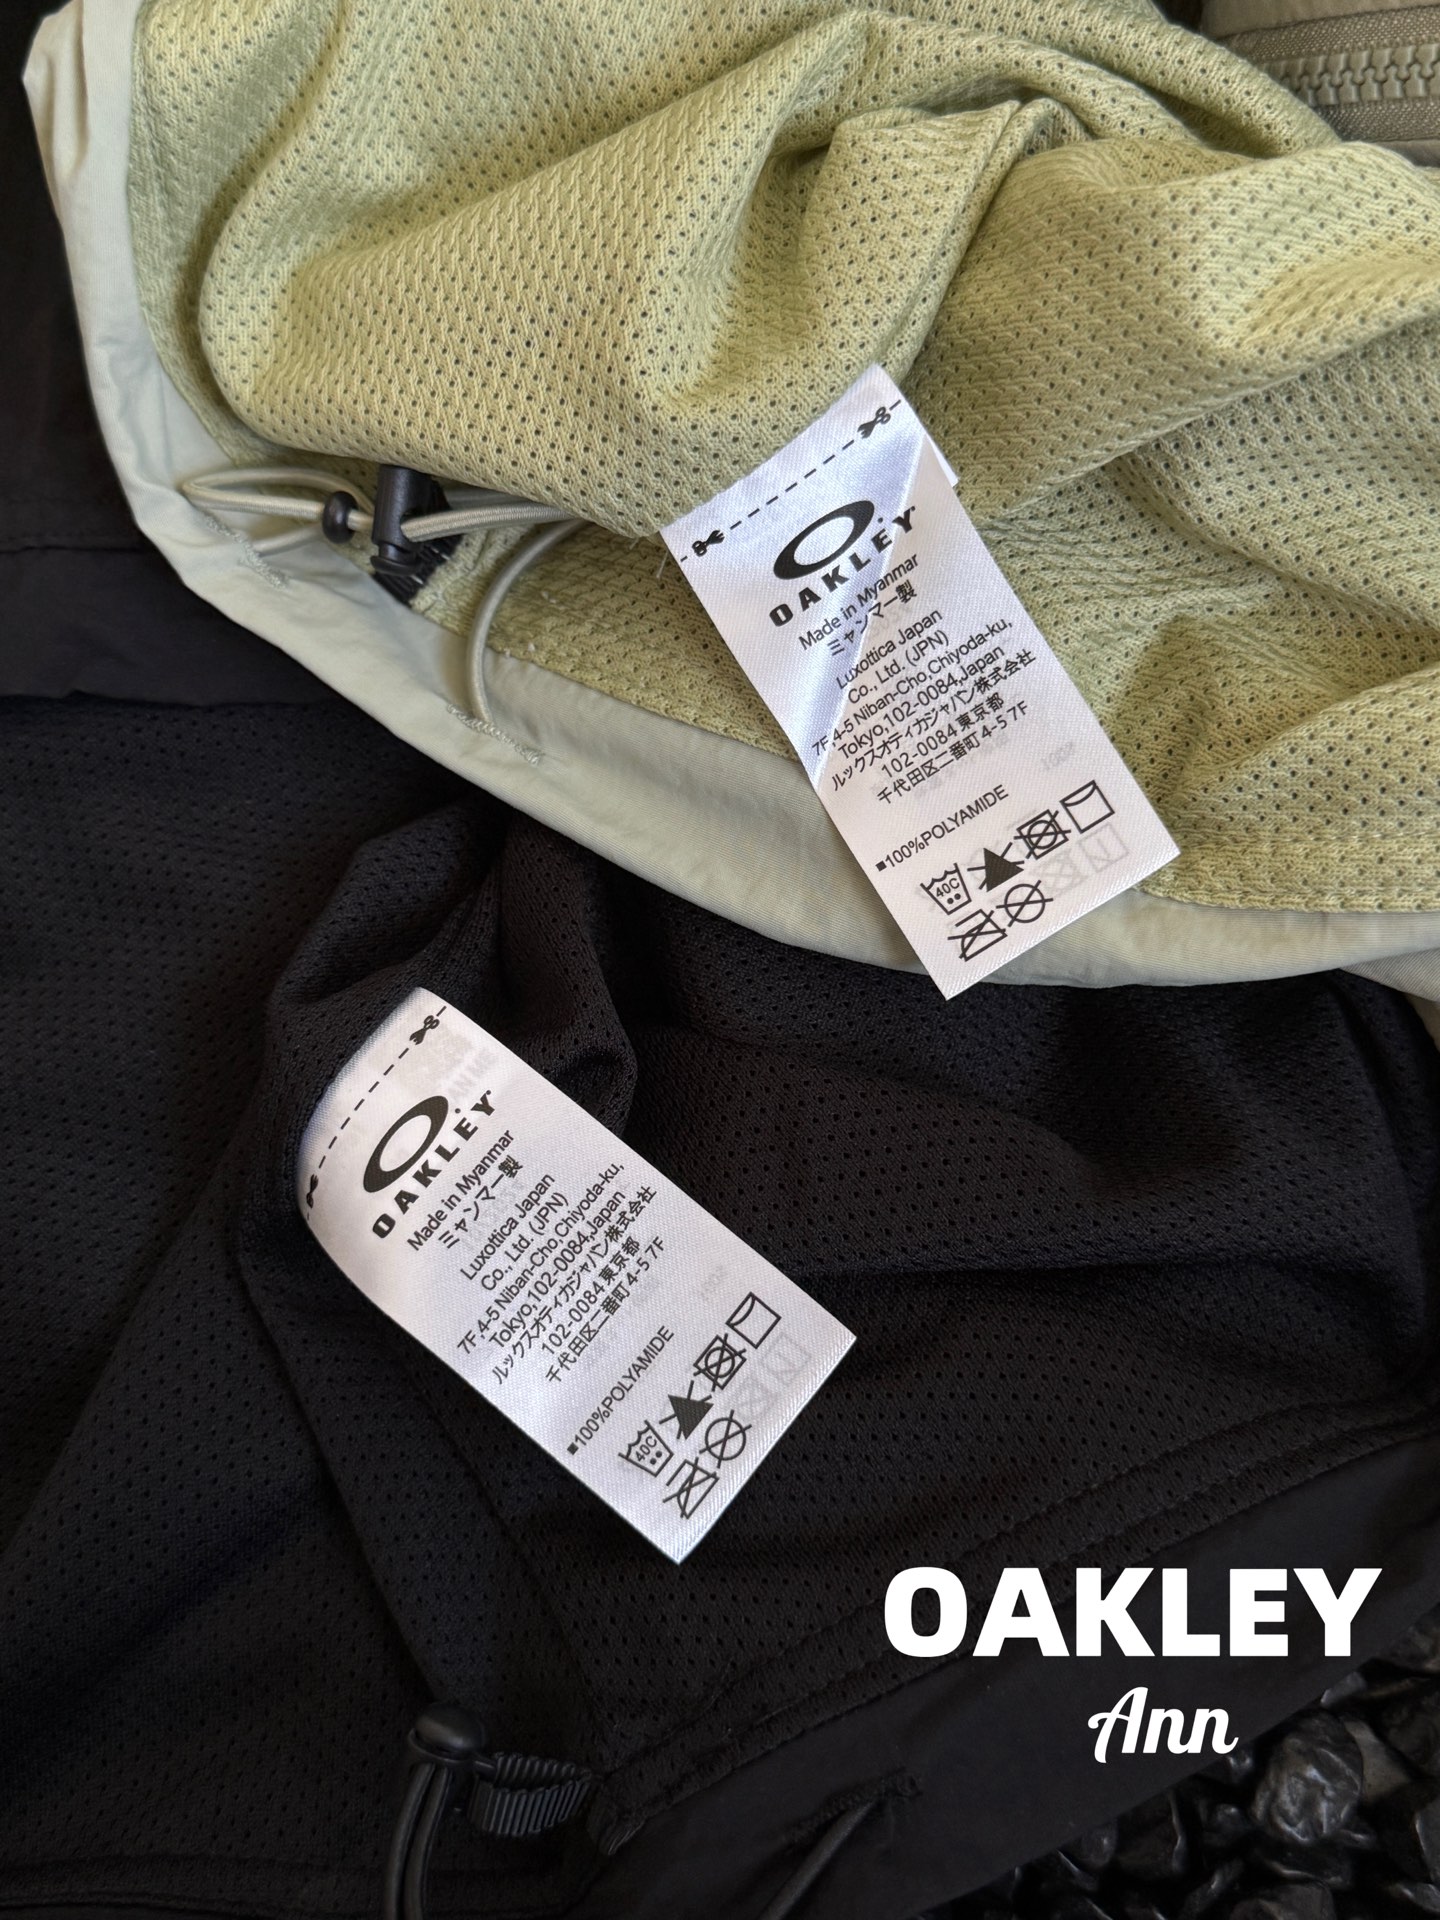 OAKLEY
Made in Myanmar
ミャンマー製
Luxottica Japan
Co., Ltd. (JPN)
7F,4-5 Niban-Cho,Chiyoda-ku,
Tokyo,102-0084,Japan
ルックスオティカジャパン株式会社
102-0084 東京都
千代田区二番町 4-5 7F
■100%POLYAMIDE
40C
OAKLEY
Made in Myanmar
ミャンマー製
Luxottica Japan
Co., Ltd. (JPN)
7F,4-5 Niban-Cho,Chiyoda-ku,
Tokyo,102-0084,Japan
ルックスオティカジャパン株式会社
102-0084 東京都
千代田区二番町 4-5 7F
■100%POLYAMIDE
40C
OAKLEY
Ann